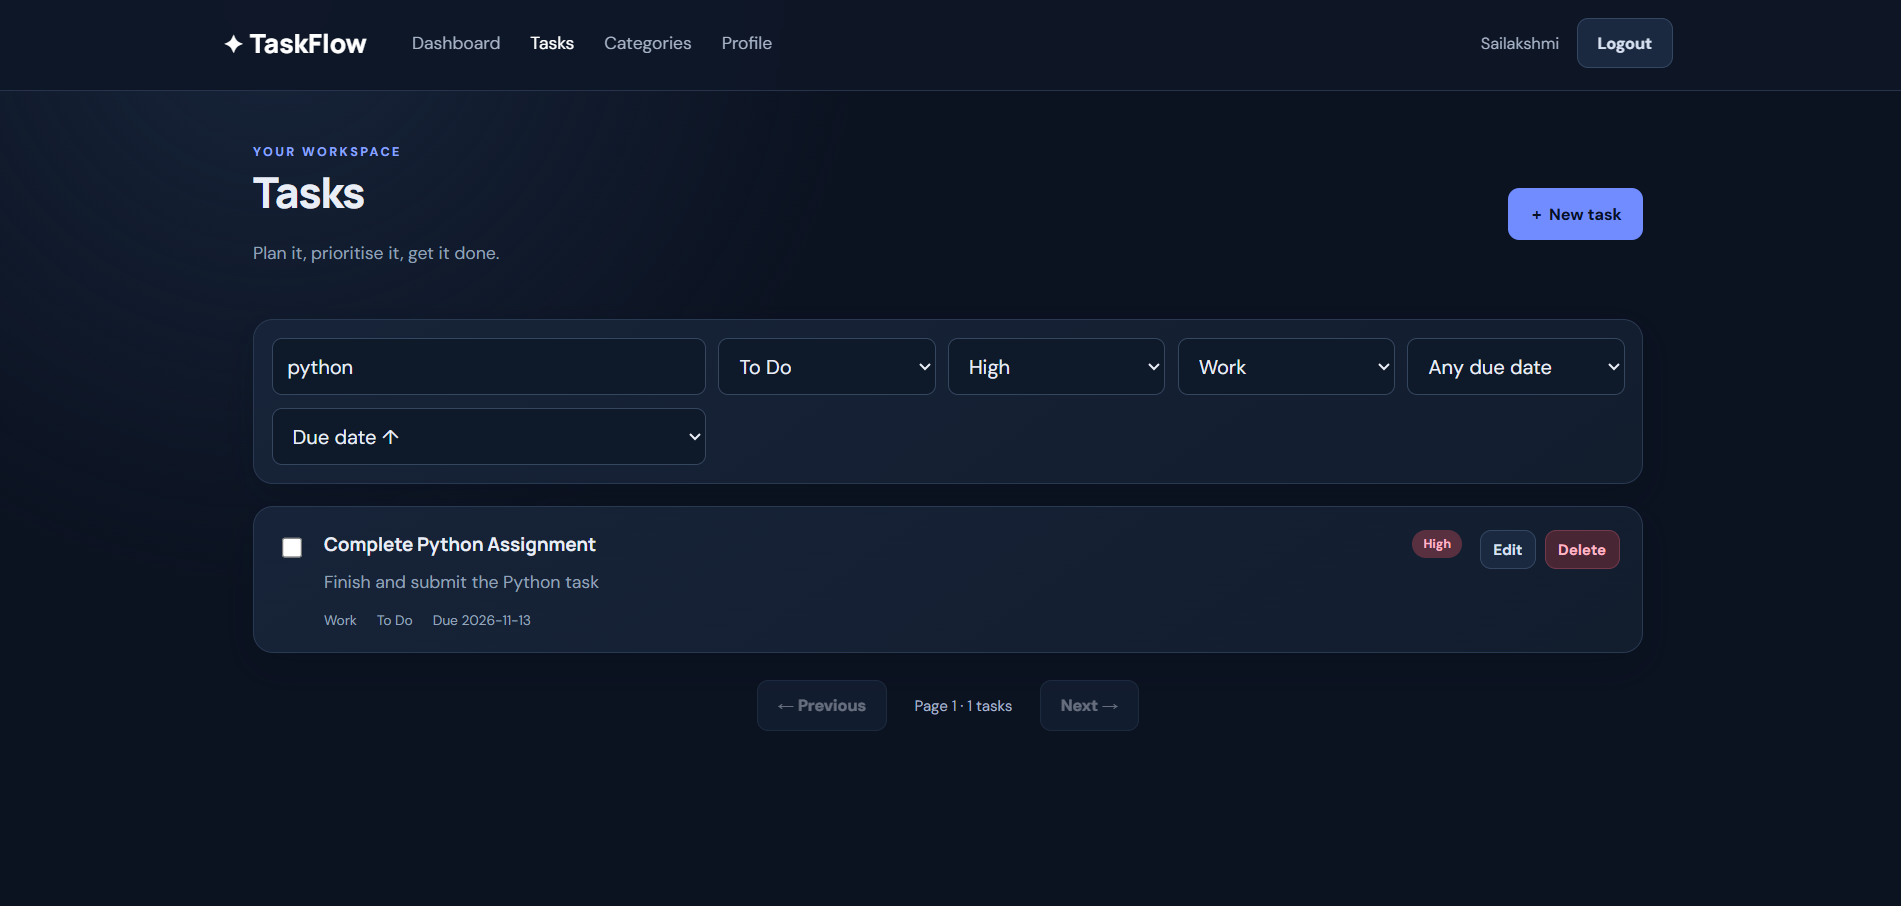 ✦ TaskFlow Dashboard Tasks Categories Profile Sailakshmi Logout
YOUR WORKSPACE
Tasks
+ New task
Plan it, prioritise it, get it done.
python To Do High Work Any due date
Due date ↑
Complete Python Assignment High Edit Delete
Finish and submit the Python task
Work To Do Due 2026-11-13
← Previous Page 1 · 1 tasks Next →